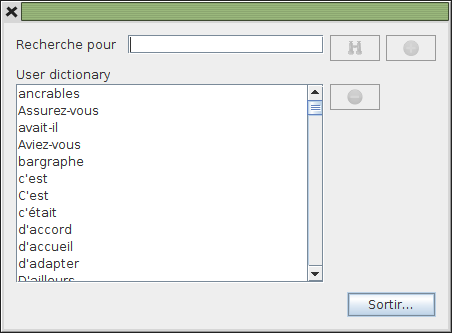 Recherche pour
User dictionary
ancrables
Assurez-vous
avait-il
Aviez-vous
bargraphe
c'est
C'est
c'était
d'accord
d'accueil
d'adapter
D'ailleurs
Sortir...